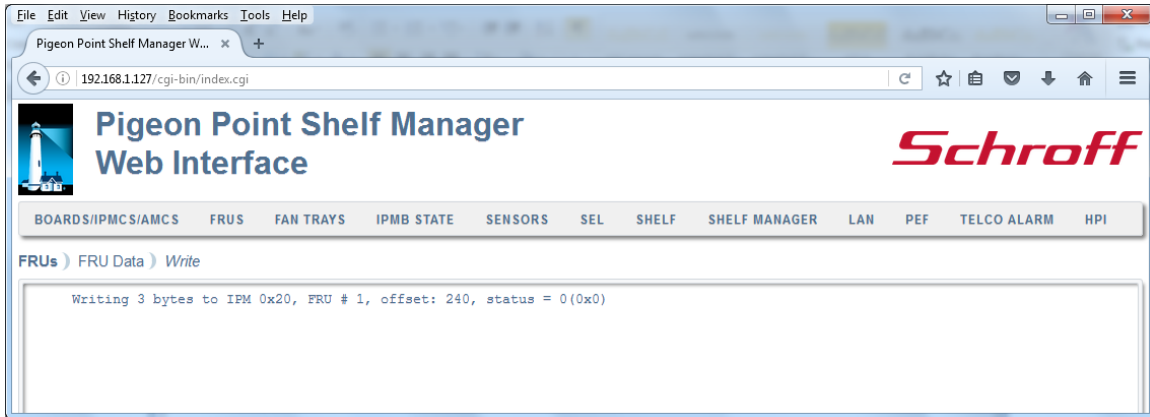 File Edit View History Bookmarks Tools Help
Pigeon Point Shelf Manager W... × +
192.168.1.127/cgi-bin/index.cgi
Pigeon Point Shelf Manager
Web Interface
Schroff
BOARDS/IPMCS/AMCS FRUS FAN TRAYS IPMB STATE SENSORS SEL SHELF SHELF MANAGER LAN PEF TELCO ALARM HPI
FRUs ) FRU Data ) Write
Writing 3 bytes to IPM 0x20, FRU # 1, offset: 240, status = 0(0x0)